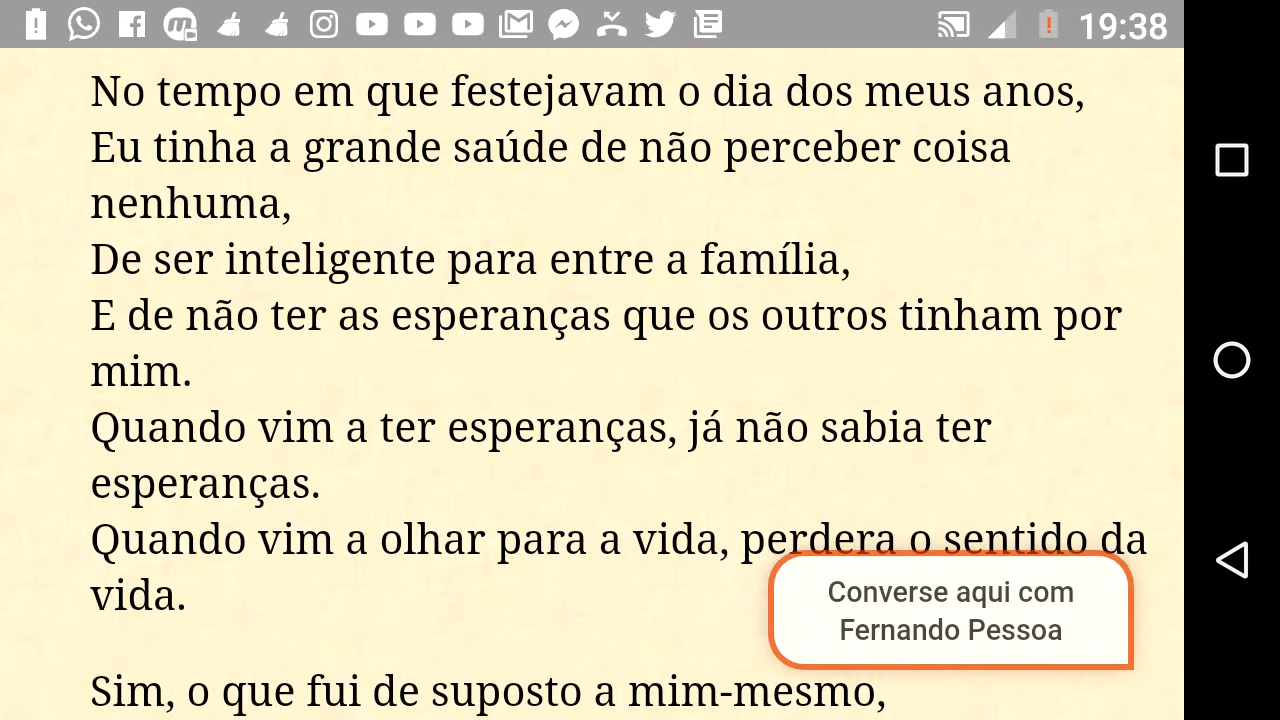 19:38
No tempo em que festejavam o dia dos meus anos,
Eu tinha a grande saúde de não perceber coisa
nenhuma,
De ser inteligente para entre a família,
E de não ter as esperanças que os outros tinham por
mim.
Quando vim a ter esperanças, já não sabia ter
esperanças.
Quando vim a olhar para a vida, perdera o sentido da
vida.
Converse aqui com
Fernando Pessoa
Sim, o que fui de suposto a mim-mesmo,